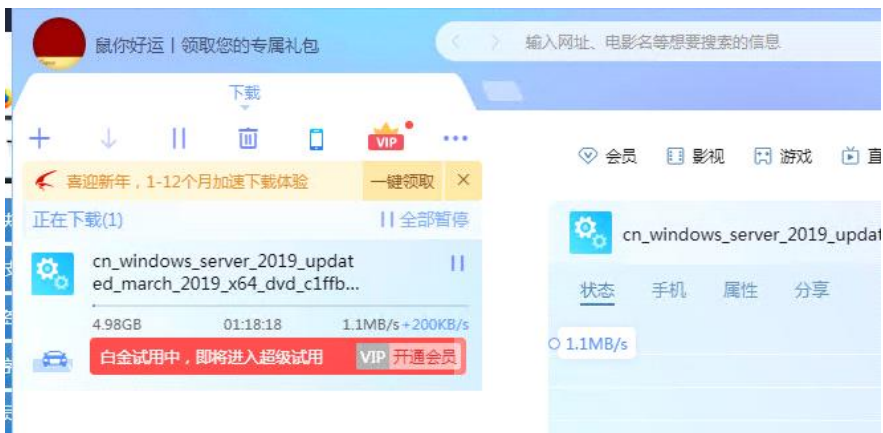 鼠你好运丨领取您的专属礼包
输入网址、电影名等想要搜索的信息
下载
VIP
会员 影视 游戏 直
喜迎新年，1-12个月加速下载体验 一键领取
正在下载(1) 全部暂停
cn_windows_server_2019_updat
ed_march_2019_x64_dvd_c1ffb...
4.98GB 01:18:18 1.1MB/s+200KB/s
白金试用中，即将进入超级试用 VIP 开通会员
cn_windows_server_2019_updat
状态 手机 属性 分享
1.1MB/s